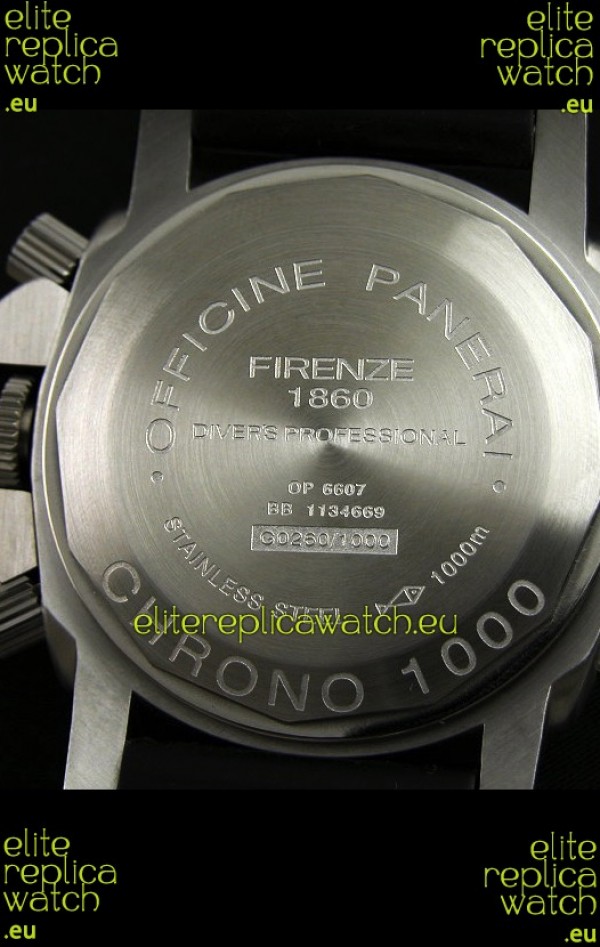 elite
replica
watch
.eu
elite
replica
watch
.eu
OFFICINE PANERAI
FIRENZE
1860
DIVER'S PROFESSIONAL
OP 6607
BB 1134669
G0260/1000
STAINLESS STEEL 1000m
elitereplicawatch.eu
CHRONO 1000
elite
replica
watch
.eu
elite
replica
watch
.eu